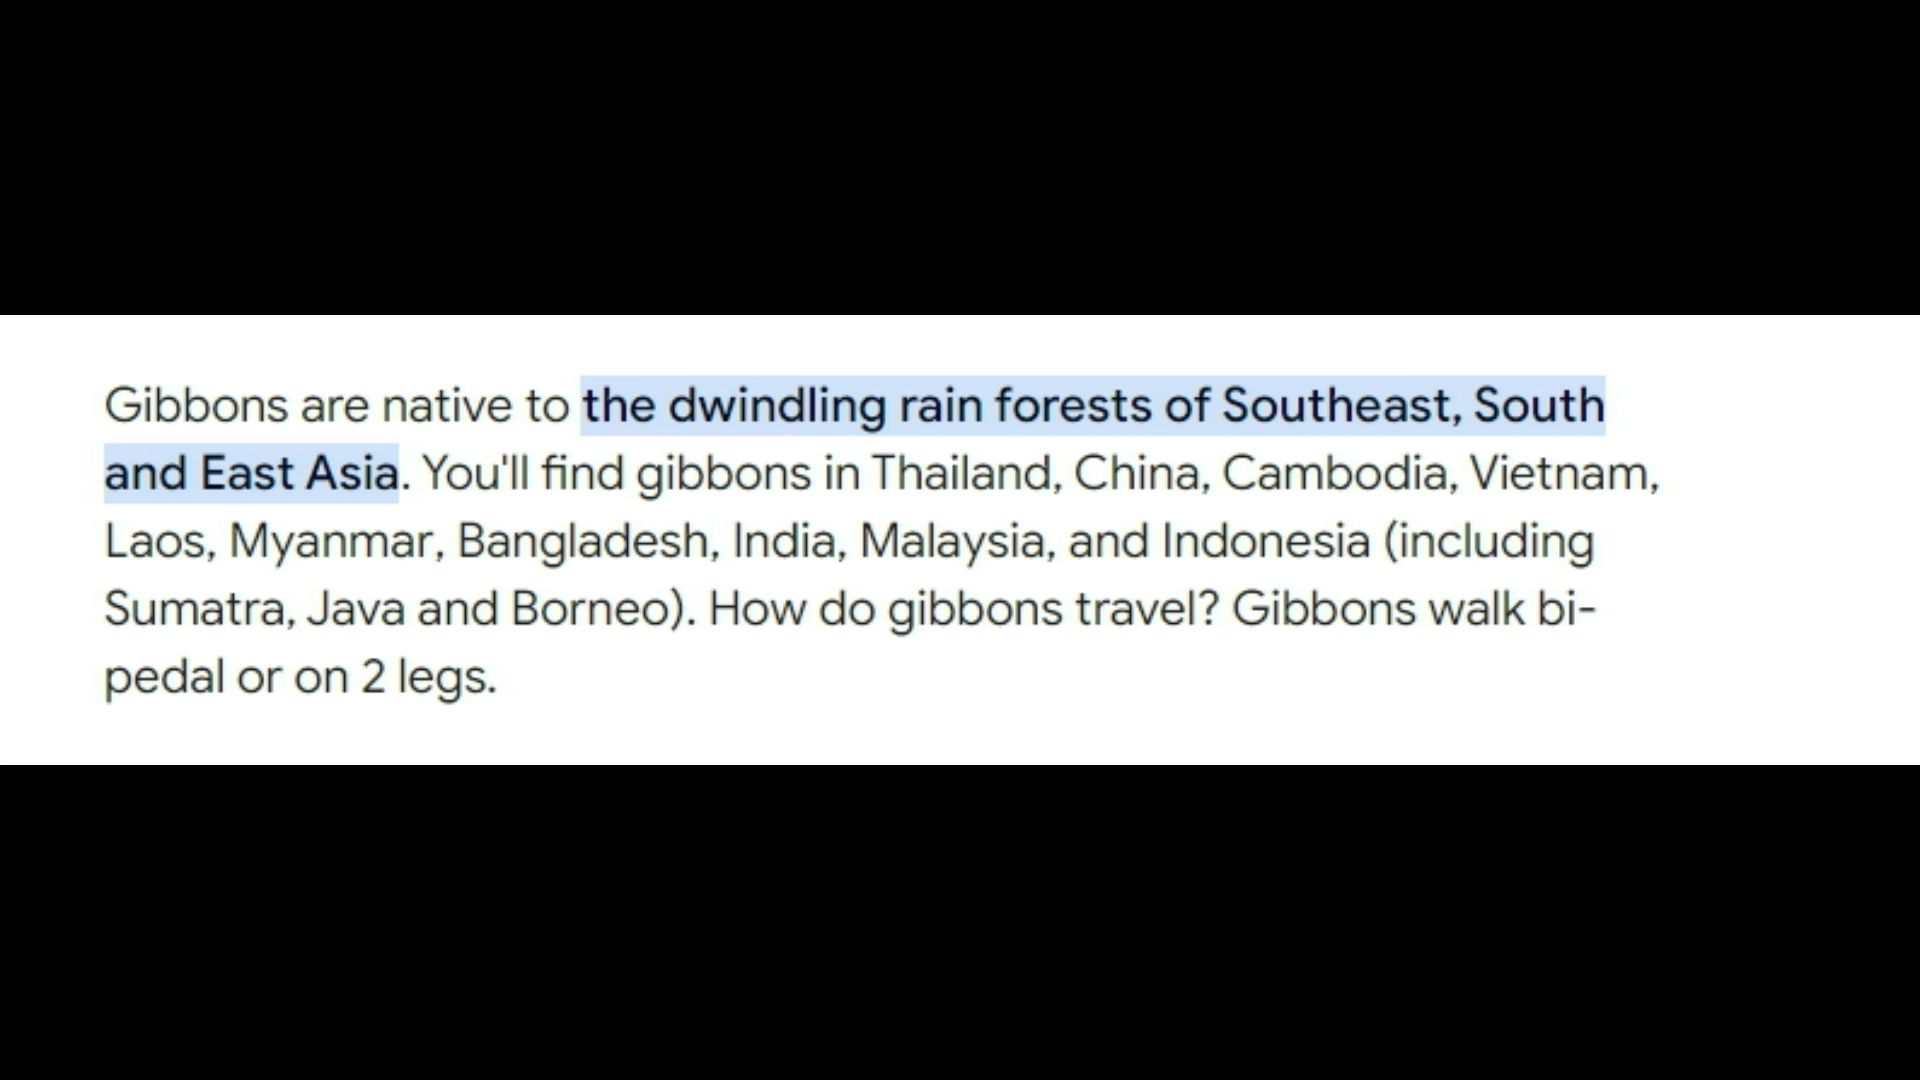 Gibbons are native to the dwindling rain forests of Southeast, South
and East Asia. You'll find gibbons in Thailand, China, Cambodia, Vietnam,
Laos, Myanmar, Bangladesh, India, Malaysia, and Indonesia (including
Sumatra, Java and Borneo). How do gibbons travel? Gibbons walk bi-
pedal or on 2 legs.